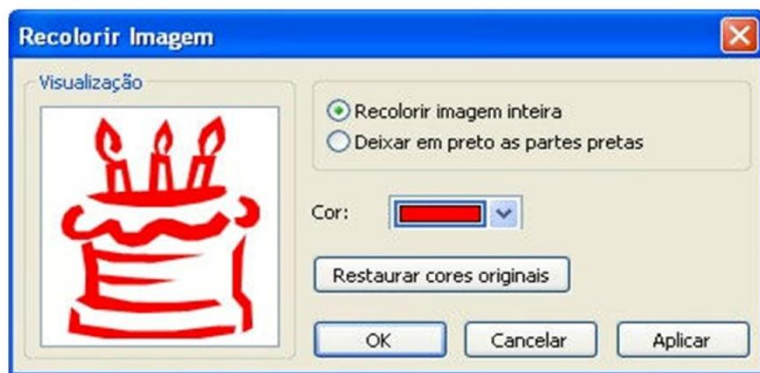 Recolorir Imagem
Visualização
Recolorir imagem inteira
Deixar em preto as partes pretas
Cor:
Restaurar cores originais
OK
Cancelar
Aplicar